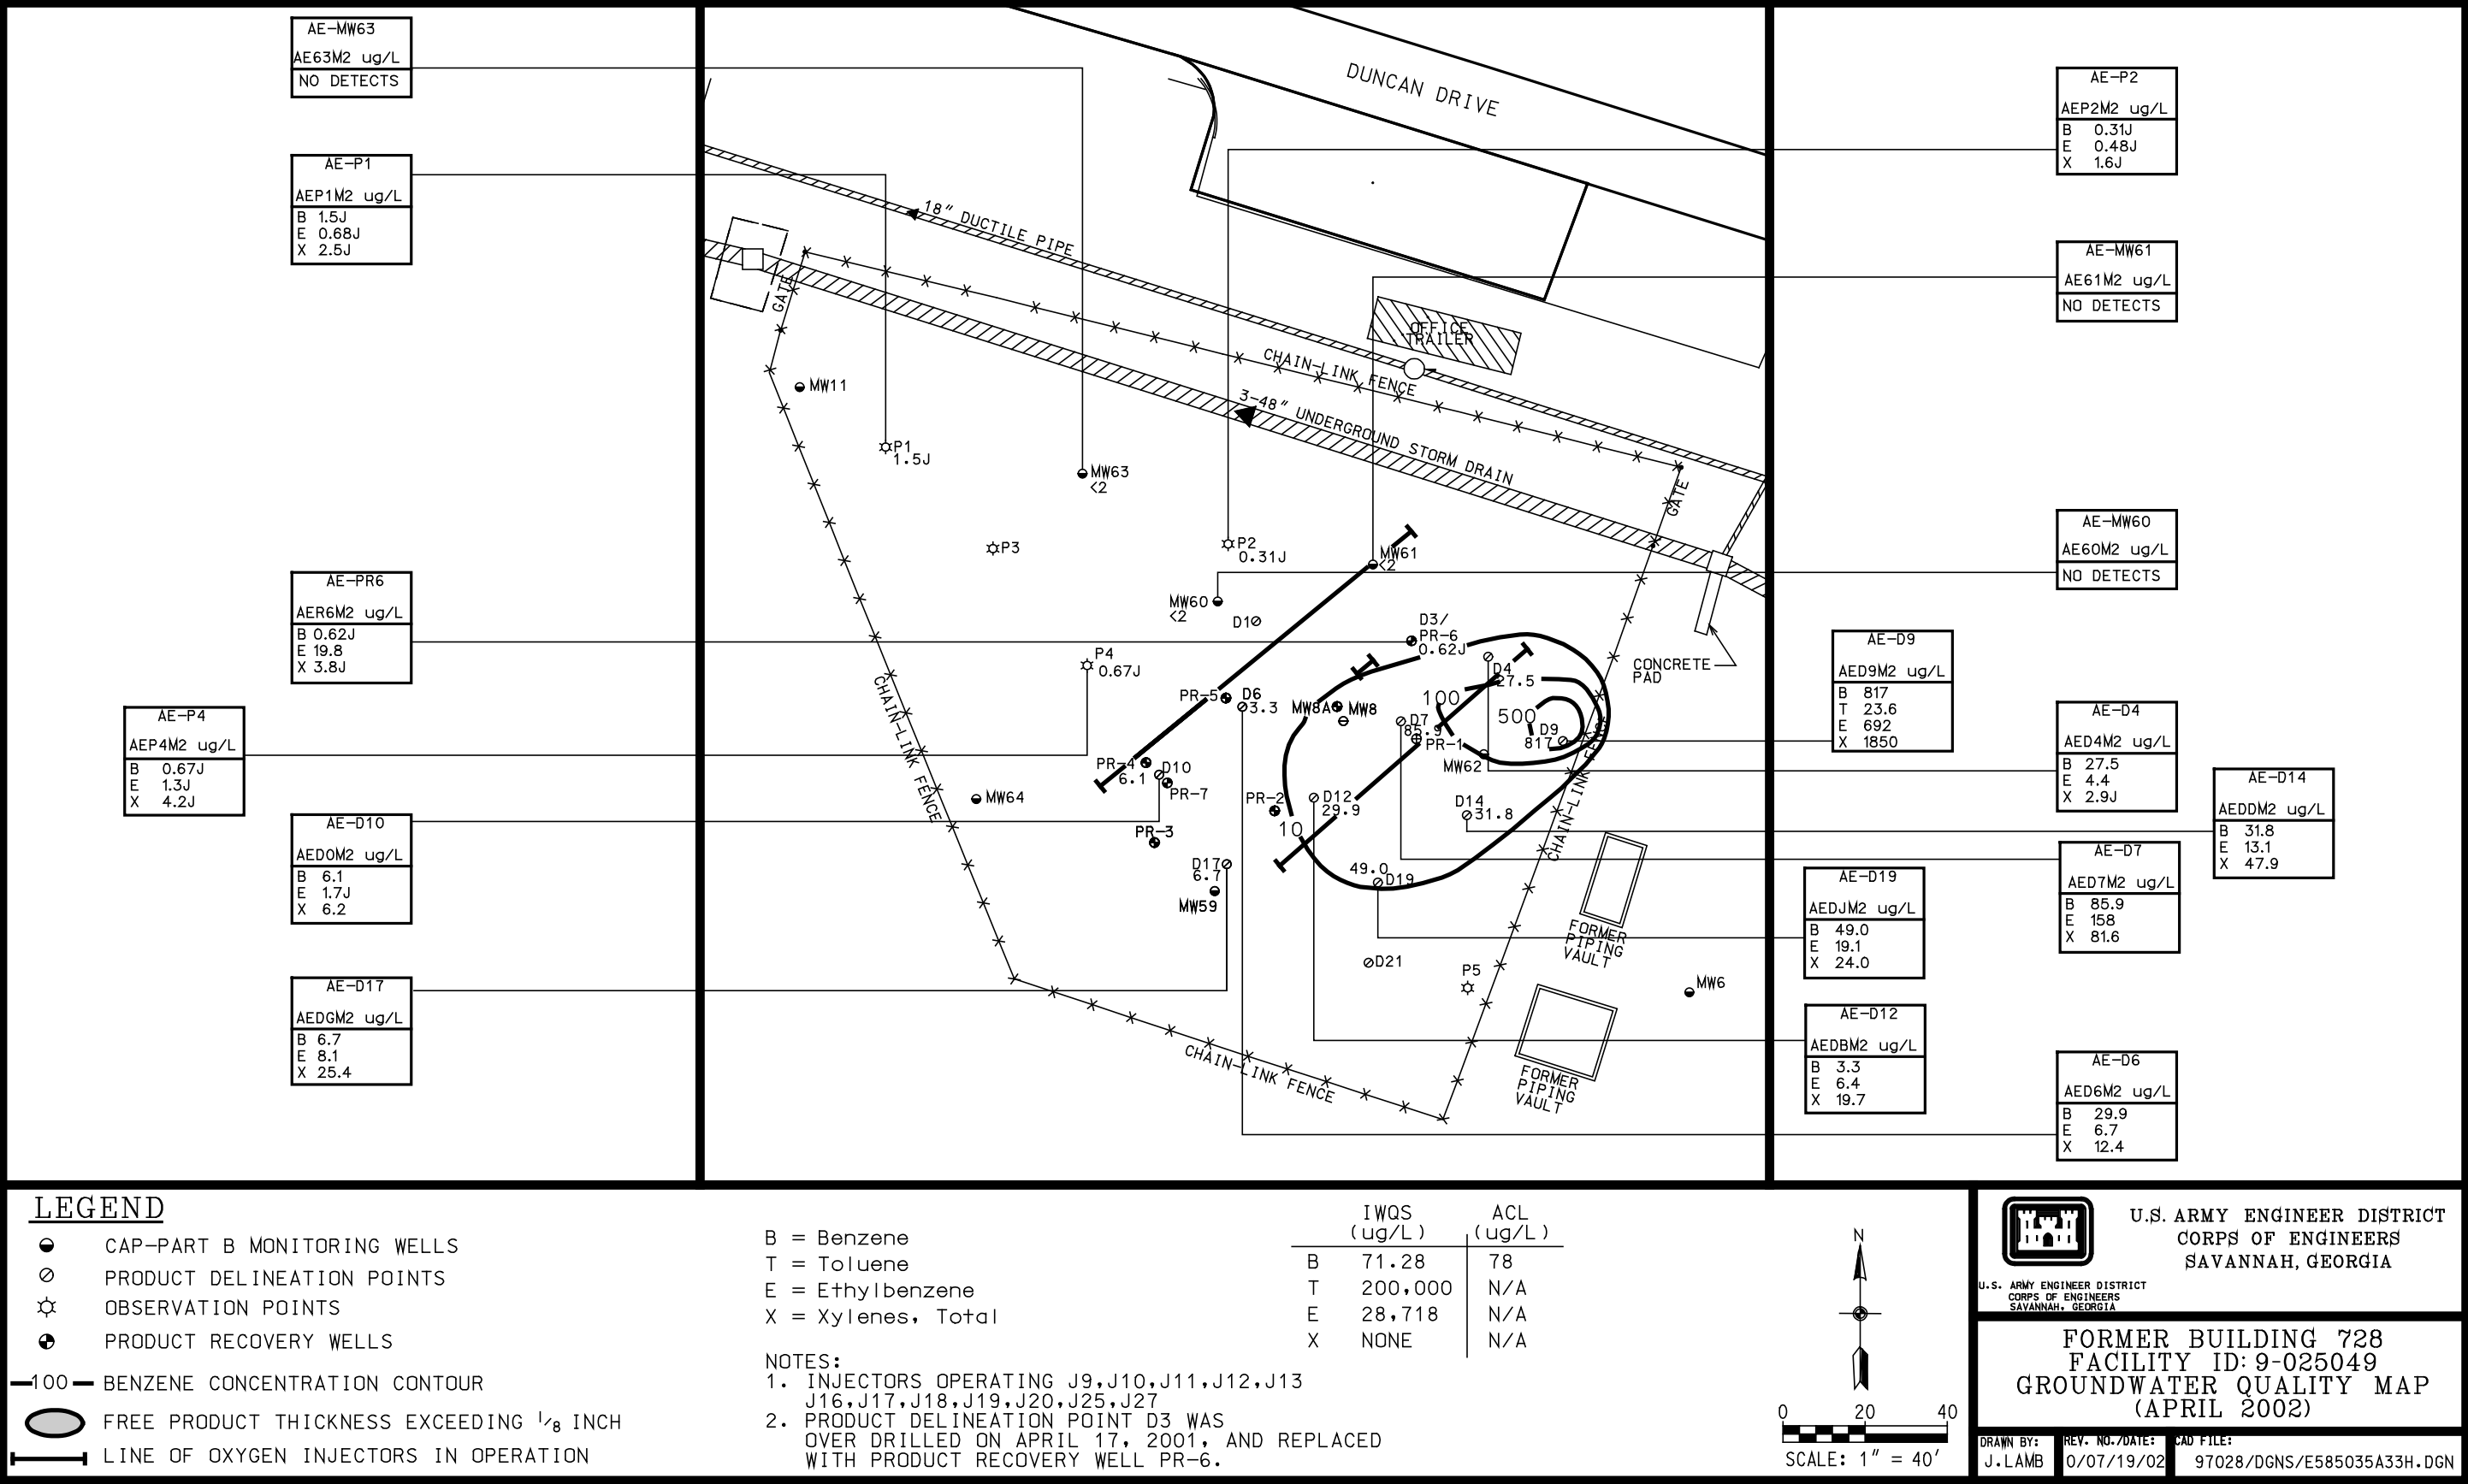 AE-MW63
AE63M2 ug/L
NO DETECTS
AE-P1
AEP1M2 ug/L
B 1.5J
E 0.68J
X 2.5J
AE-PR6
AER6M2 ug/L
B 0.62J
E 19.8
X 3.8J
AE-P4
AEP4M2 ug/L
B 0.67J
E 1.3J
X 4.2J
AE-D10
AEDOM2 ug/L
B 6.1
E 1.7J
X 6.2
AE-D17
AEDGM2 ug/L
B 6.7
E 8.1
X 25.4
DUNCAN DRIVE
18" DUCTILE PIPE
GATE
OFFICE
TRAILER
CHAIN-LINK FENCE
3-48" UNDERGROUND STORM DRAIN
GATE
MW11
P1
1.5J
MW63
<2
P3
P2
0.31J
MW61
<2
MW60
<2
D10
D3/
PR-6
0.62J
CONCRETE
PAD
P4
0.67J
D4
27.5
PR-5
D6
3.3
MW8A
MW8
100
500
D7
85.9
PR-1
D9
817
MW62
PR-4
6.1
D10
PR-7
PR-2
D12
29.9
D14
31.8
MW64
PR-3
10
D17
6.7
49.0
D19
MW59
CHAIN-LINK FENCE
CHAIN-LINK FENCE
FORMER
PIPING
VAULT
D21
P5
MW6
CHAIN-LINK FENCE
FORMER
PIPING
VAULT
AE-P2
AEP2M2 ug/L
B 0.31J
E 0.48J
X 1.6J
AE-MW61
AE61M2 ug/L
NO DETECTS
AE-MW60
AE60M2 ug/L
NO DETECTS
AE-D9
AED9M2 ug/L
B 817
T 23.6
E 692
X 1850
AE-D4
AED4M2 ug/L
B 27.5
E 4.4
X 2.9J
AE-D14
AEDDM2 ug/L
B 31.8
E 13.1
X 47.9
AE-D7
AED7M2 ug/L
B 85.9
E 158
X 81.6
AE-D19
AEDJM2 ug/L
B 49.0
E 19.1
X 24.0
AE-D12
AEDBM2 ug/L
B 3.3
E 6.4
X 19.7
AE-D6
AED6M2 ug/L
B 29.9
E 6.7
X 12.4
LEGEND
CAP-PART B MONITORING WELLS
PRODUCT DELINEATION POINTS
OBSERVATION POINTS
PRODUCT RECOVERY WELLS
100 BENZENE CONCENTRATION CONTOUR
FREE PRODUCT THICKNESS EXCEEDING 1/8 INCH
LINE OF OXYGEN INJECTORS IN OPERATION
B = Benzene
T = Toluene
E = Ethylbenzene
X = Xylenes, Total
IWQS ACL
(ug/L) (ug/L)
B 71.28 78
T 200,000 N/A
E 28,718 N/A
X NONE N/A
NOTES:
1. INJECTORS OPERATING J9,J10,J11,J12,J13
J16,J17,J18,J19,J20,J25,J27
2. PRODUCT DELINEATION POINT D3 WAS
OVER DRILLED ON APRIL 17, 2001, AND REPLACED
WITH PRODUCT RECOVERY WELL PR-6.
N
0 20 40
SCALE: 1" = 40'
U.S. ARMY ENGINEER DISTRICT
CORPS OF ENGINEERS
SAVANNAH, GEORGIA
U.S. ARMY ENGINEER DISTRICT
CORPS OF ENGINEERS
SAVANNAH, GEORGIA
FORMER BUILDING 728
FACILITY ID: 9-025049
GROUNDWATER QUALITY MAP
(APRIL 2002)
DRAWN BY:
J.LAMB
REV. NO./DATE:
0/07/19/02
CAD FILE:
97028/DGNS/E585035A33H.DGN